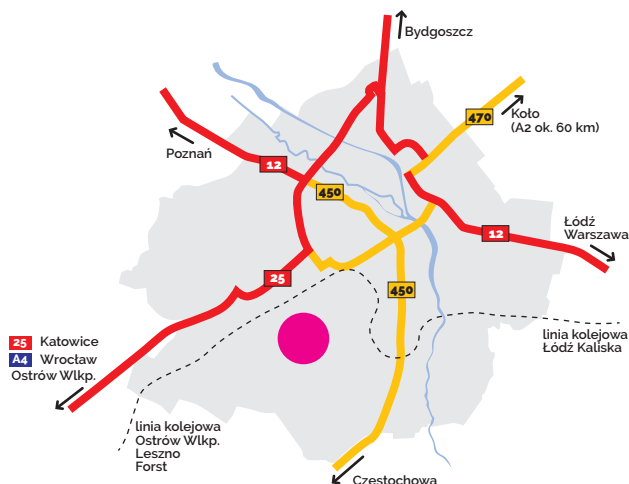 Bydgoszcz
470
Koło
(A2 ok. 60 km)
Poznań
12
450
Łódź
Warszawa
12
25
450
25 Katowice
A4 Wrocław
Ostrów Wlkp.
linia kolejowa
Łódź Kaliska
linia kolejowa
Ostrów Wlkp.
Leszno
Forst
Częstochowa